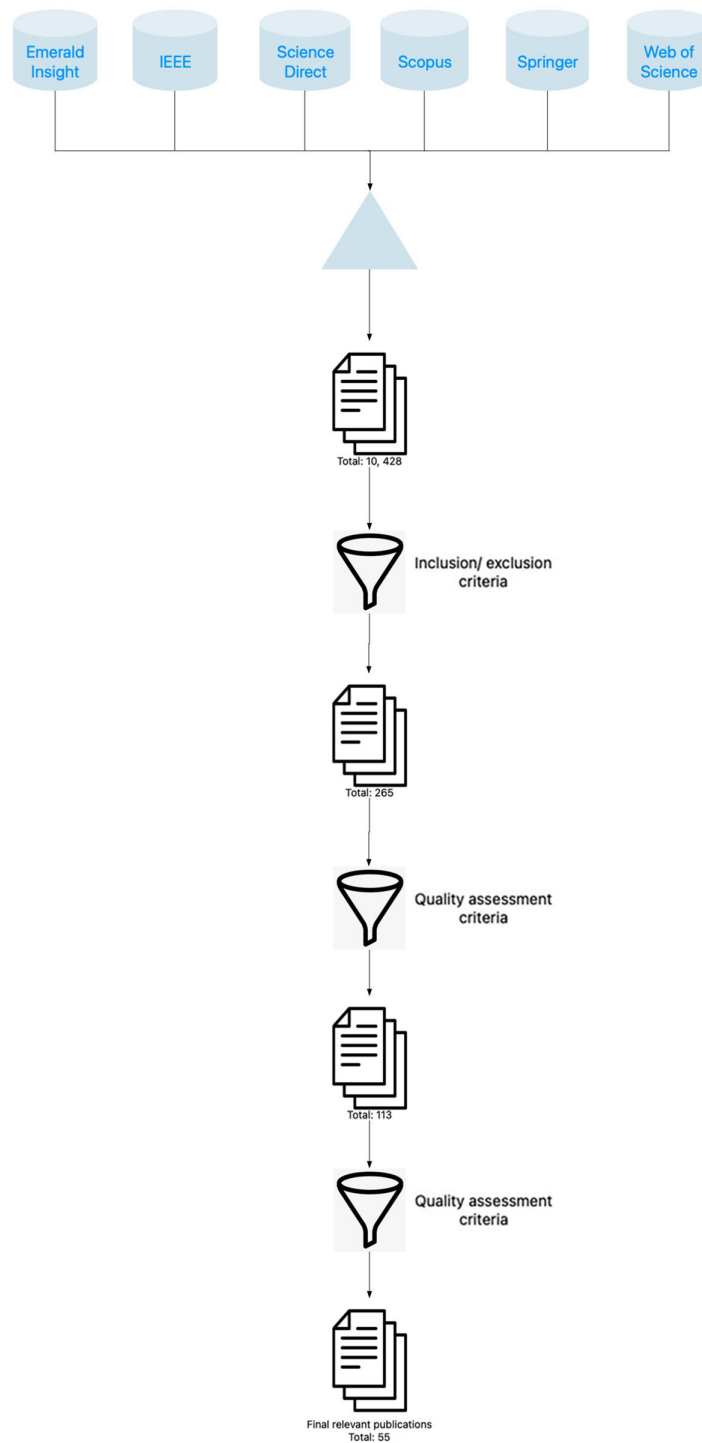 Emerald
Insight
IEEE
Science
Direct
Scopus
Springer
Web of
Science
Total: 10, 428
Inclusion/ exclusion
criteria
Total: 265
Quality assessment
criteria
Total: 113
Quality assessment
criteria
Final relevant publications
Total: 55